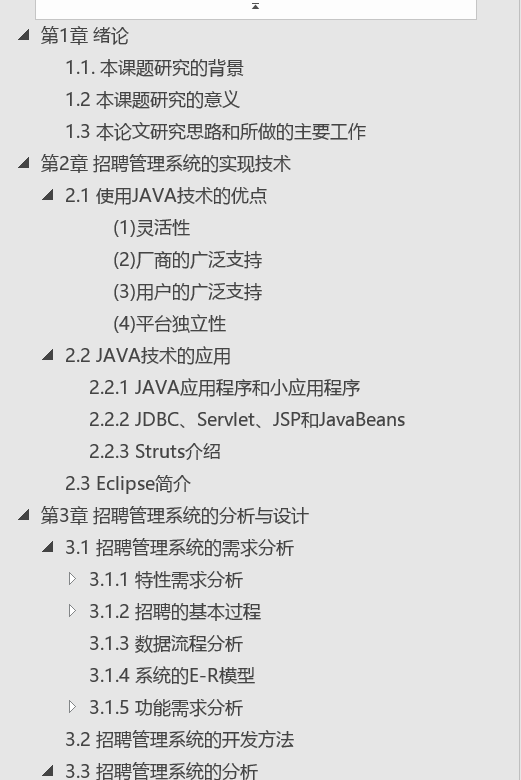 第1章 绪论
1.1. 本课题研究的背景
1.2 本课题研究的意义
1.3 本论文研究思路和所做的主要工作
第2章 招聘管理系统的实现技术
2.1 使用JAVA技术的优点
(1)灵活性
(2)厂商的广泛支持
(3)用户的广泛支持
(4)平台独立性
2.2 JAVA技术的应用
2.2.1 JAVA应用程序和小应用程序
2.2.2 JDBC、Servlet、JSP和JavaBeans
2.2.3 Struts介绍
2.3 Eclipse简介
第3章 招聘管理系统的分析与设计
3.1 招聘管理系统的需求分析
3.1.1 特性需求分析
3.1.2 招聘的基本过程
3.1.3 数据流程分析
3.1.4 系统的E-R模型
3.1.5 功能需求分析
3.2 招聘管理系统的开发方法
3.3 招聘管理系统的分析